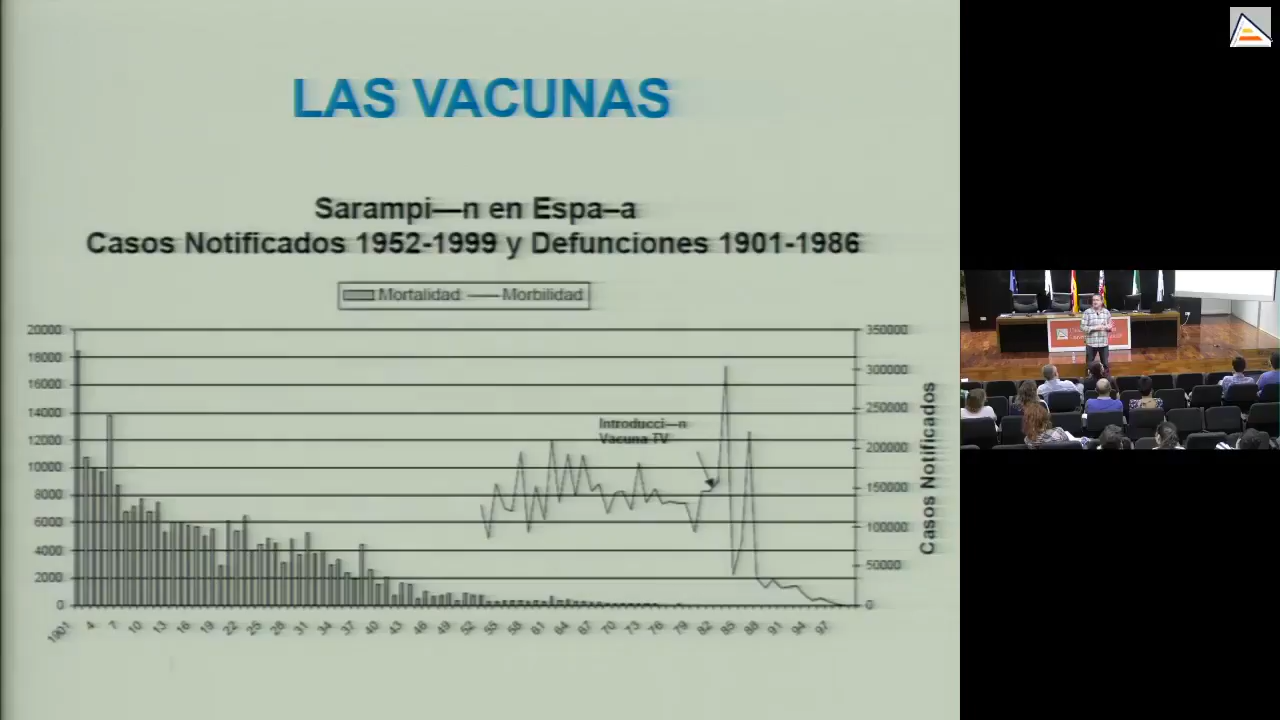 LAS VACUNAS
Sarampi—n en Espa–a
Casos Notificados 1952-1999 y Defunciones 1901-1986
Mortalidad Morbilidad
20000
18000
16000
14000
12000
10000
8000
6000
4000
2000
0
350000
300000
250000
200000
150000
100000
50000
0
Casos Notificados
Introducci—n
Vacuna TV
1901 4 7 10 13 16 19 22 25 28 31 34 37 40 43 46 49 52 55 58 61 64 67 70 73 76 79 82 85 88 91 94 97